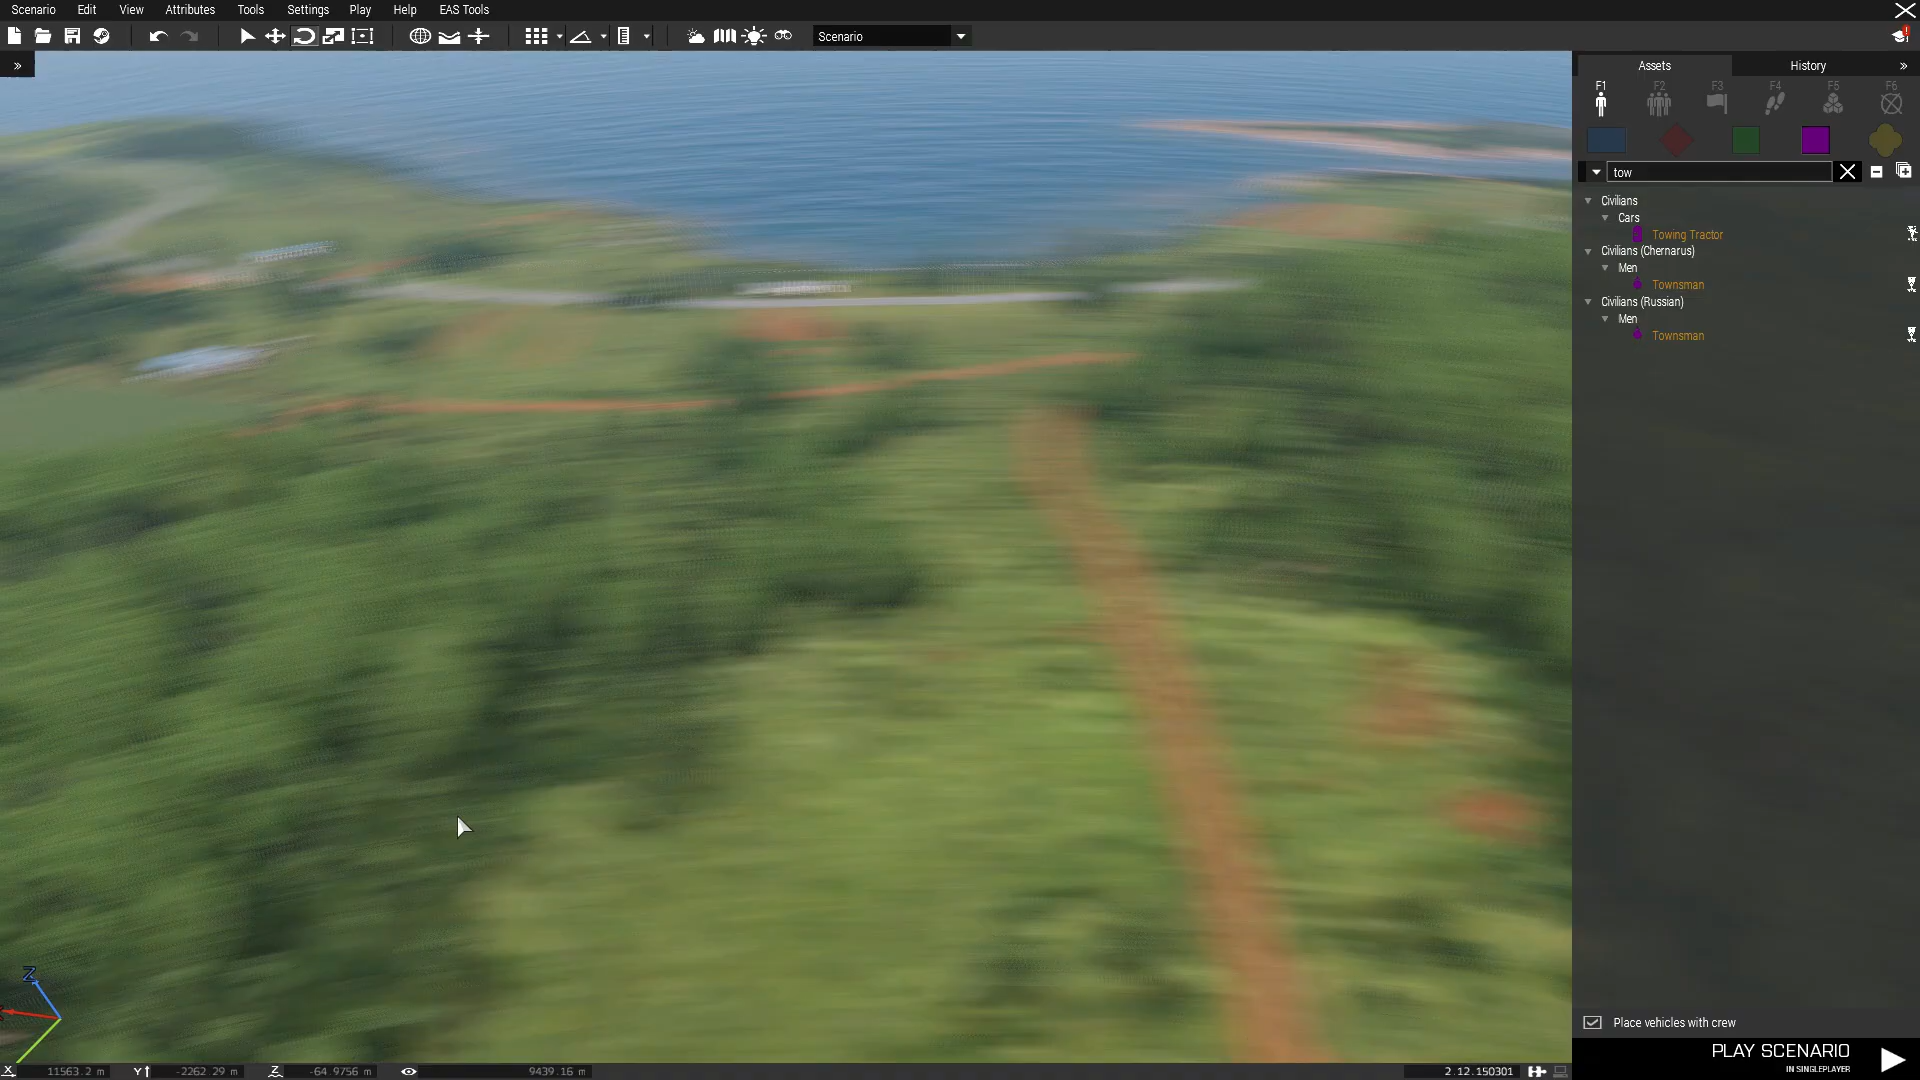 Scenario Edit View Attributes Tools Settings Play Help EAS Tools
Scenario
Assets History
F1 F2 F3 F4 F5 F6
tow
Civilians
Cars
Towing Tractor
Civilians (Chernarus)
Men
Townsman
Civilians (Russian)
Men
Townsman
Place vehicles with crew
PLAY SCENARIO
IN SINGLEPLAYER
Z
X 11563.2 m Y -2262.29 m Z -64.9756 m 9439.16 m 2.12.150301